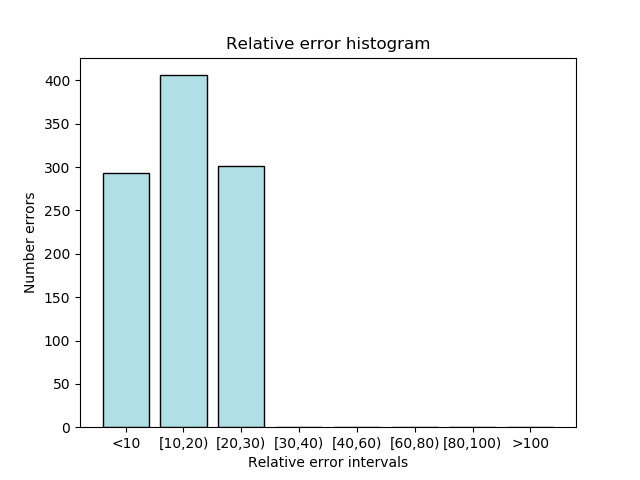 Relative error histogram
400
350
300
250
200
150
100
50
0
Number errors
<10 [10,20) [20,30) [30,40) [40,60) [60,80) [80,100) >100
Relative error intervals